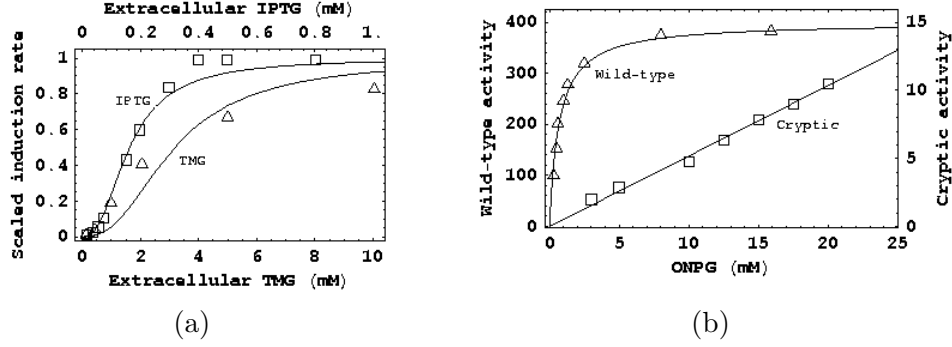 Extracellular IPTG (mM)
0 0.2 0.4 0.6 0.8 1.
Scaled induction rate
1
0.8
0.6
0.4
0.2
0
IPTG
TMG
0 2 4 6 8 10
Extracellular TMG (mM)
(a)
Wild-type activity
400
300
200
100
0
Wild-type
Cryptic
15
10
5
0
Cryptic activity
0 5 10 15 20 25
ONPG (mM)
(b)